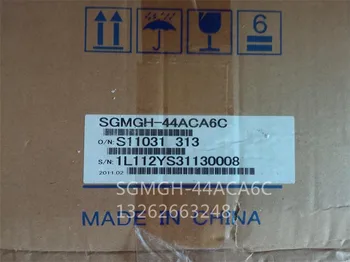 6
SGMGH-44ACA6C
O/N: S11031 313
S/N: 1L112YS31130008
2011.02
SGMGH-44ACA6C
13262663248
MADE IN CHINA